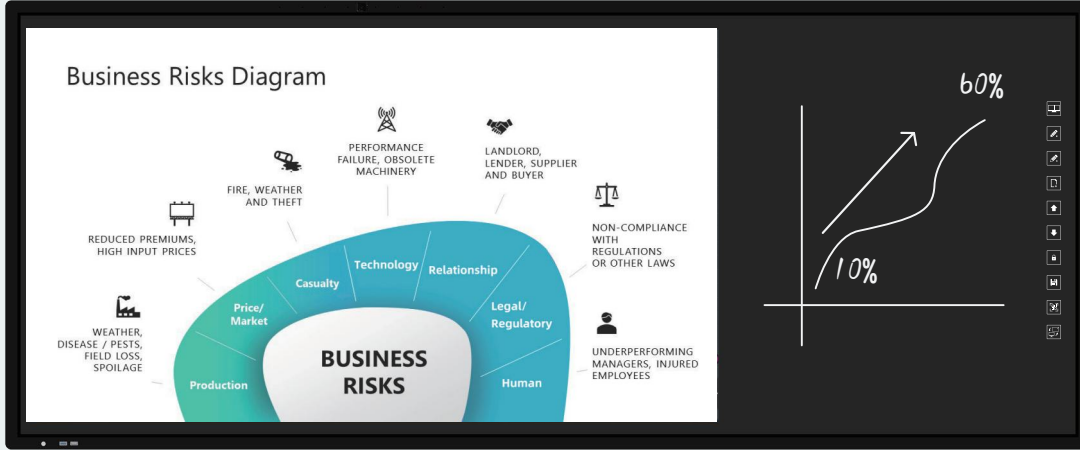 Business Risks Diagram
PERFORMANCE
FAILURE, OBSOLETE
MACHINERY
LANDLORD,
LENDER, SUPPLIER
AND BUYER
FIRE, WEATHER
AND THEFT
NON-COMPLIANCE
WITH
REGULATIONS
OR OTHER LAWS
REDUCED PREMIUMS,
HIGH INPUT PRICES
WEATHER,
DISEASE / PESTS,
FIELD LOSS,
SPOILAGE
UNDERPERFORMING
MANAGERS, INJURED
EMPLOYEES
Production
Price/
Market
Casualty
Technology
Relationship
Legal/
Regulatory
Human
BUSINESS
RISKS
60%
10%